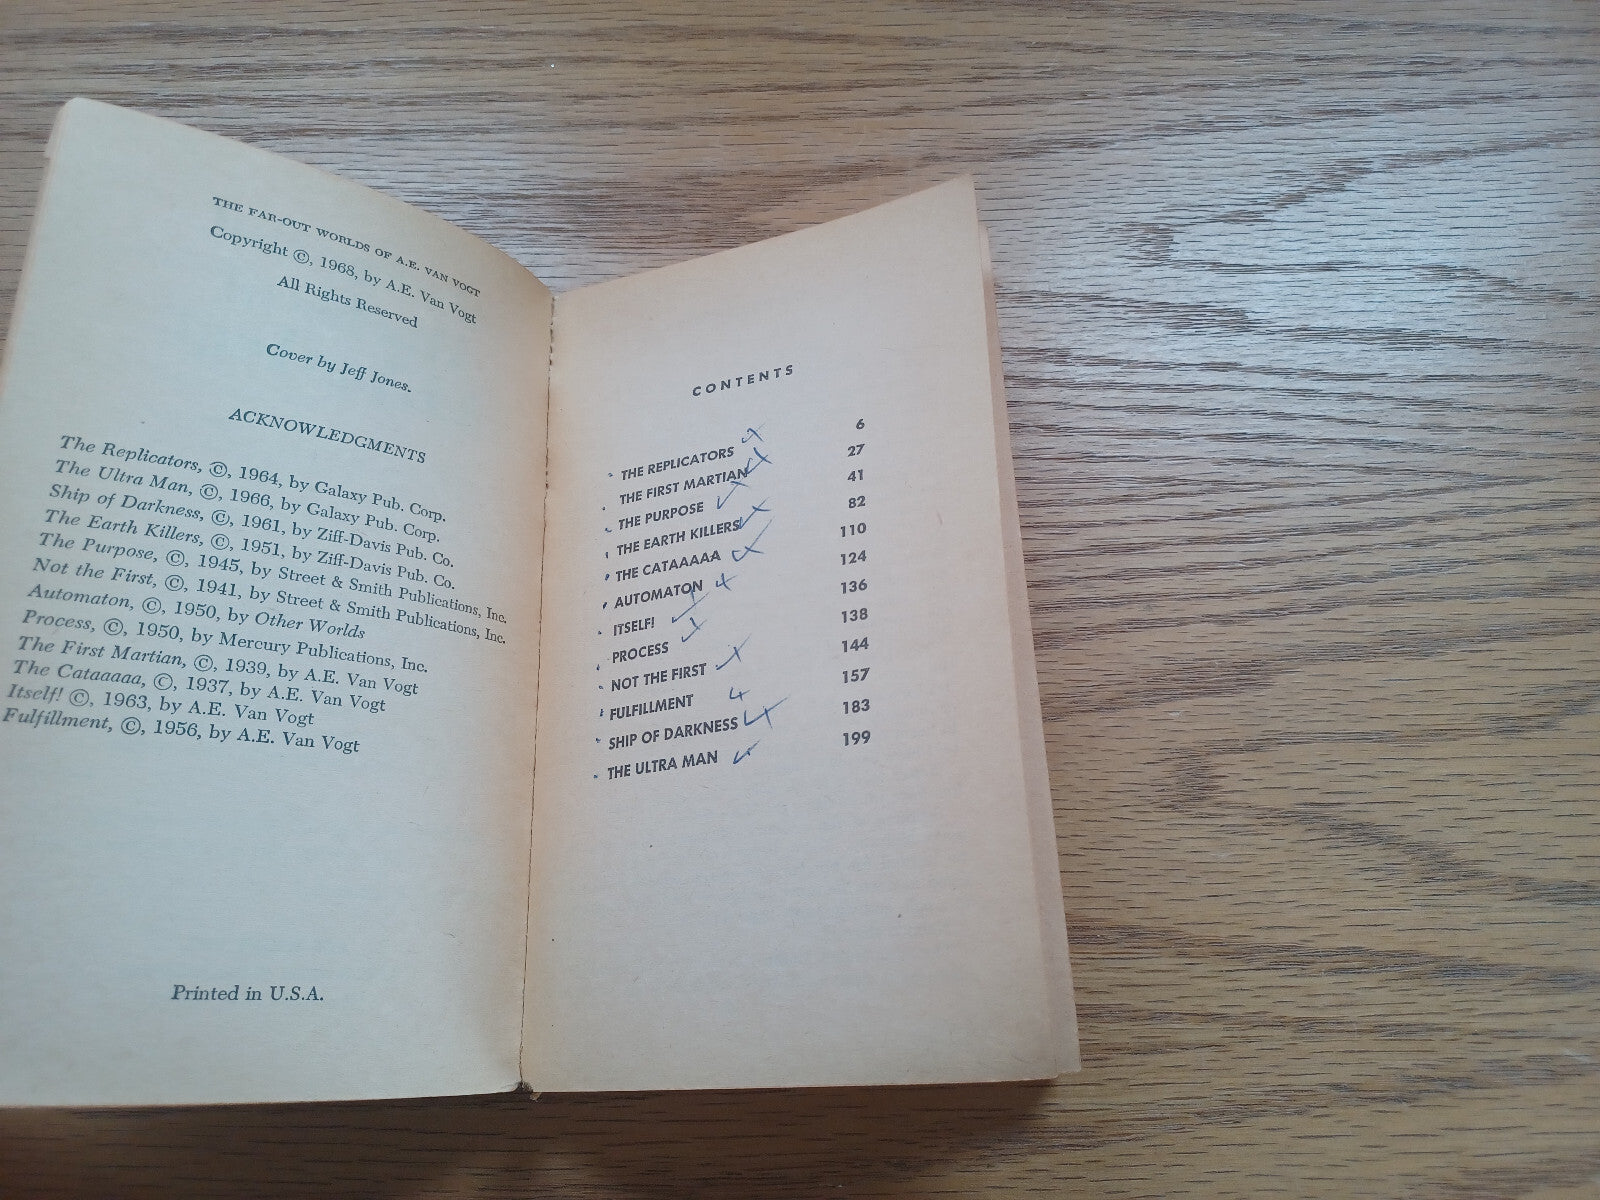 THE FAR-OUT WORLDS OF A.E. VAN VOGT
Copyright ©, 1968, by A.E. Van Vogt
All Rights Reserved
Cover by Jeff Jones.
ACKNOWLEDGMENTS
The Replicators, ©, 1964, by Galaxy Pub. Corp.
The Ultra Man, ©, 1966, by Galaxy Pub. Corp.
Ship of Darkness, ©, 1961, by Ziff-Davis Pub. Co.
The Earth Killers, ©, 1951, by Ziff-Davis Pub. Co.
The Purpose, ©, 1945, by Street & Smith Publications, Inc.
Not the First, ©, 1941, by Street & Smith Publications, Inc.
Automaton, ©, 1950, by Other Worlds
Process, ©, 1950, by Mercury Publications, Inc.
The First Martian, ©, 1939, by A.E. Van Vogt
The Cataaaaa, ©, 1937, by A.E. Van Vogt
Itself! ©, 1963, by A.E. Van Vogt
Fulfillment, ©, 1956, by A.E. Van Vogt
Printed in U.S.A.
CONTENTS
THE REPLICATORS 6
THE FIRST MARTIAN 27
THE PURPOSE 41
THE EARTH KILLERS 82
THE CATAAAAA 110
AUTOMATON 124
ITSELF! 136
PROCESS 138
NOT THE FIRST 144
FULFILLMENT 157
SHIP OF DARKNESS 183
THE ULTRA MAN 199